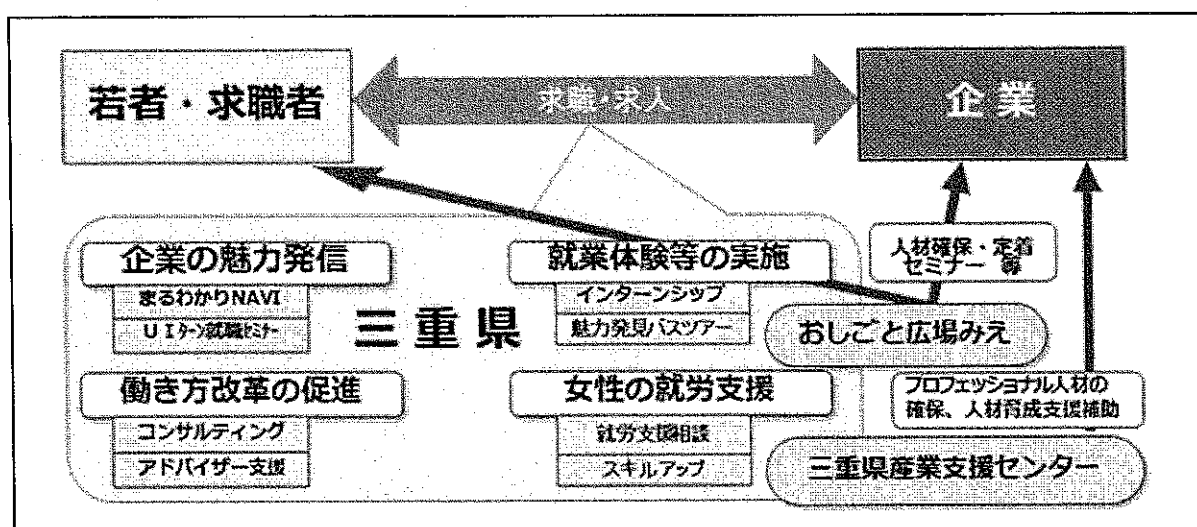 若者・求職者
求職・求人
企業
企業の魅力発信
まるわかりNAVI
UIターン就職セミナー
就業体験等の実施
インターンシップ
魅力発見バスツアー
人材確保・定着
セミナー 等
三重県
おしごと広場みえ
働き方改革の促進
コンサルティング
アドバイザー支援
女性の就労支援
就労支援相談
スキルアップ
プロフェッショナル人材の
確保、人材育成支援補助
三重県産業支援センター